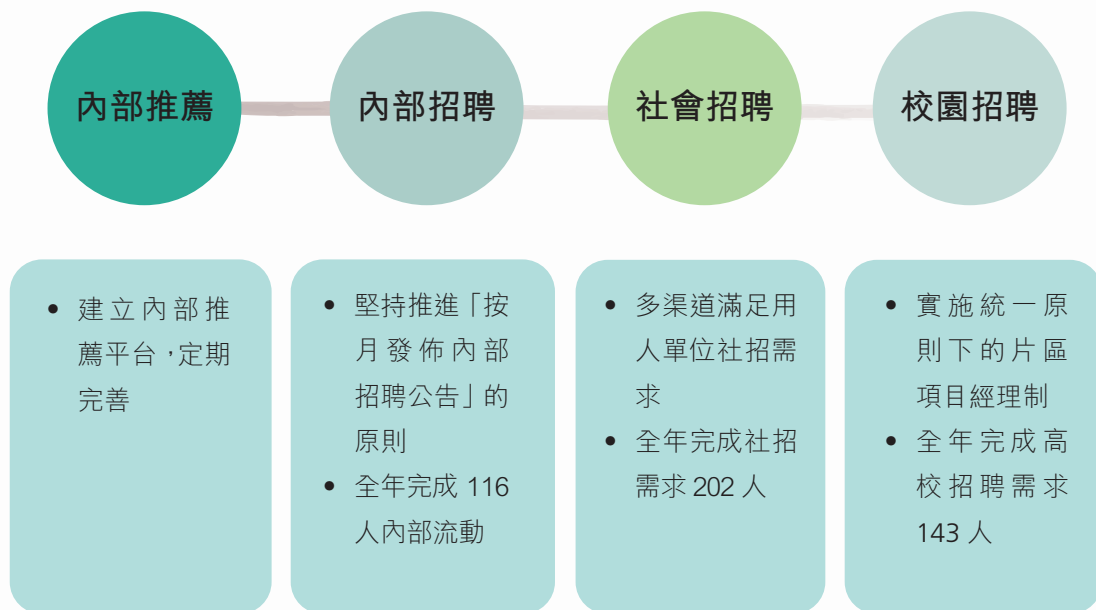 內部推薦
內部招聘
社會招聘
校園招聘
• 建立內部推
薦平台，定期
完善
• 堅持推進「按
月發佈內部
招聘公告」的
原則
• 全年完成 116
人內部流動
• 多渠道滿足用
人單位社招需
求
• 全年完成社招
需求 202 人
• 實施統一原
則下的片區
項目經理制
• 全年完成高
校招聘需求
143 人